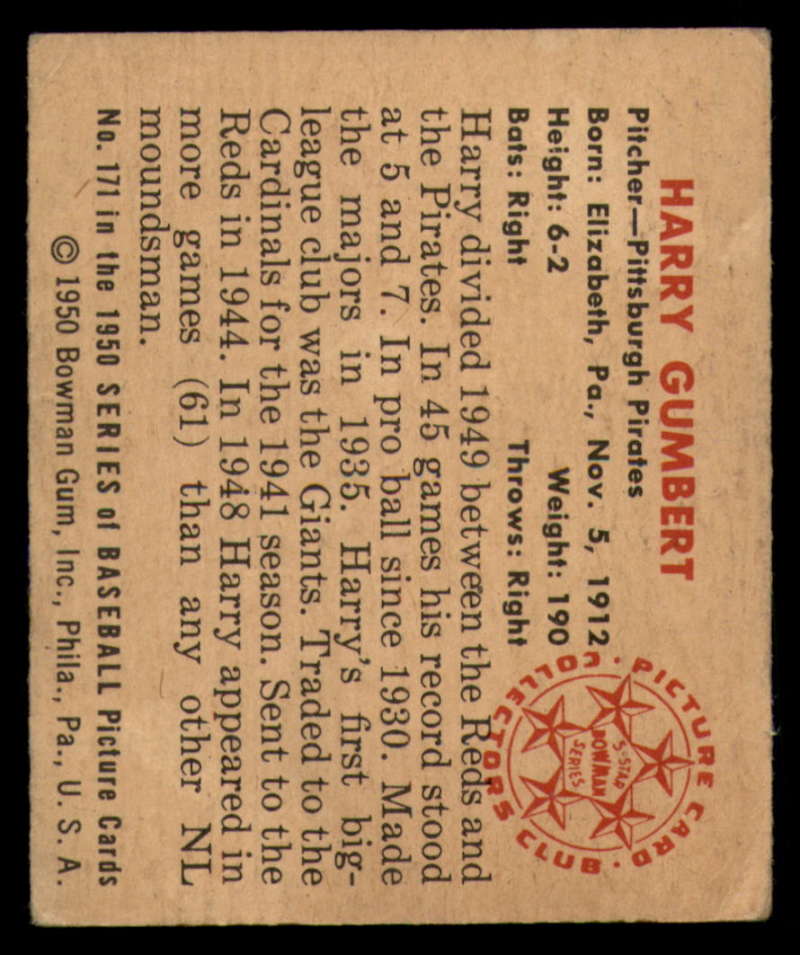 HARRY GUMBERT
Pitcher—Pittsburgh Pirates
Born: Elizabeth, Pa., Nov. 5, 1912
Height: 6-2 Weight: 190
Bats: Right Throws: Right
Harry divided 1949 between the Reds and
the Pirates. In 45 games his record stood
at 5 and 7. In pro ball since 1930. Made
the majors in 1935. Harry's first big-
league club was the Giants. Traded to the
Cardinals for the 1941 season. Sent to the
Reds in 1944. In 1948 Harry appeared in
more games (61) than any other NL
moundsman.
No. 171 in the 1950 SERIES of BASEBALL Picture Cards
© 1950 Bowman Gum, Inc., Phila., Pa., U. S. A.
PICTURE CARD · COLLECTORS CLUB ·
5-STAR
BOWMAN
SERIES